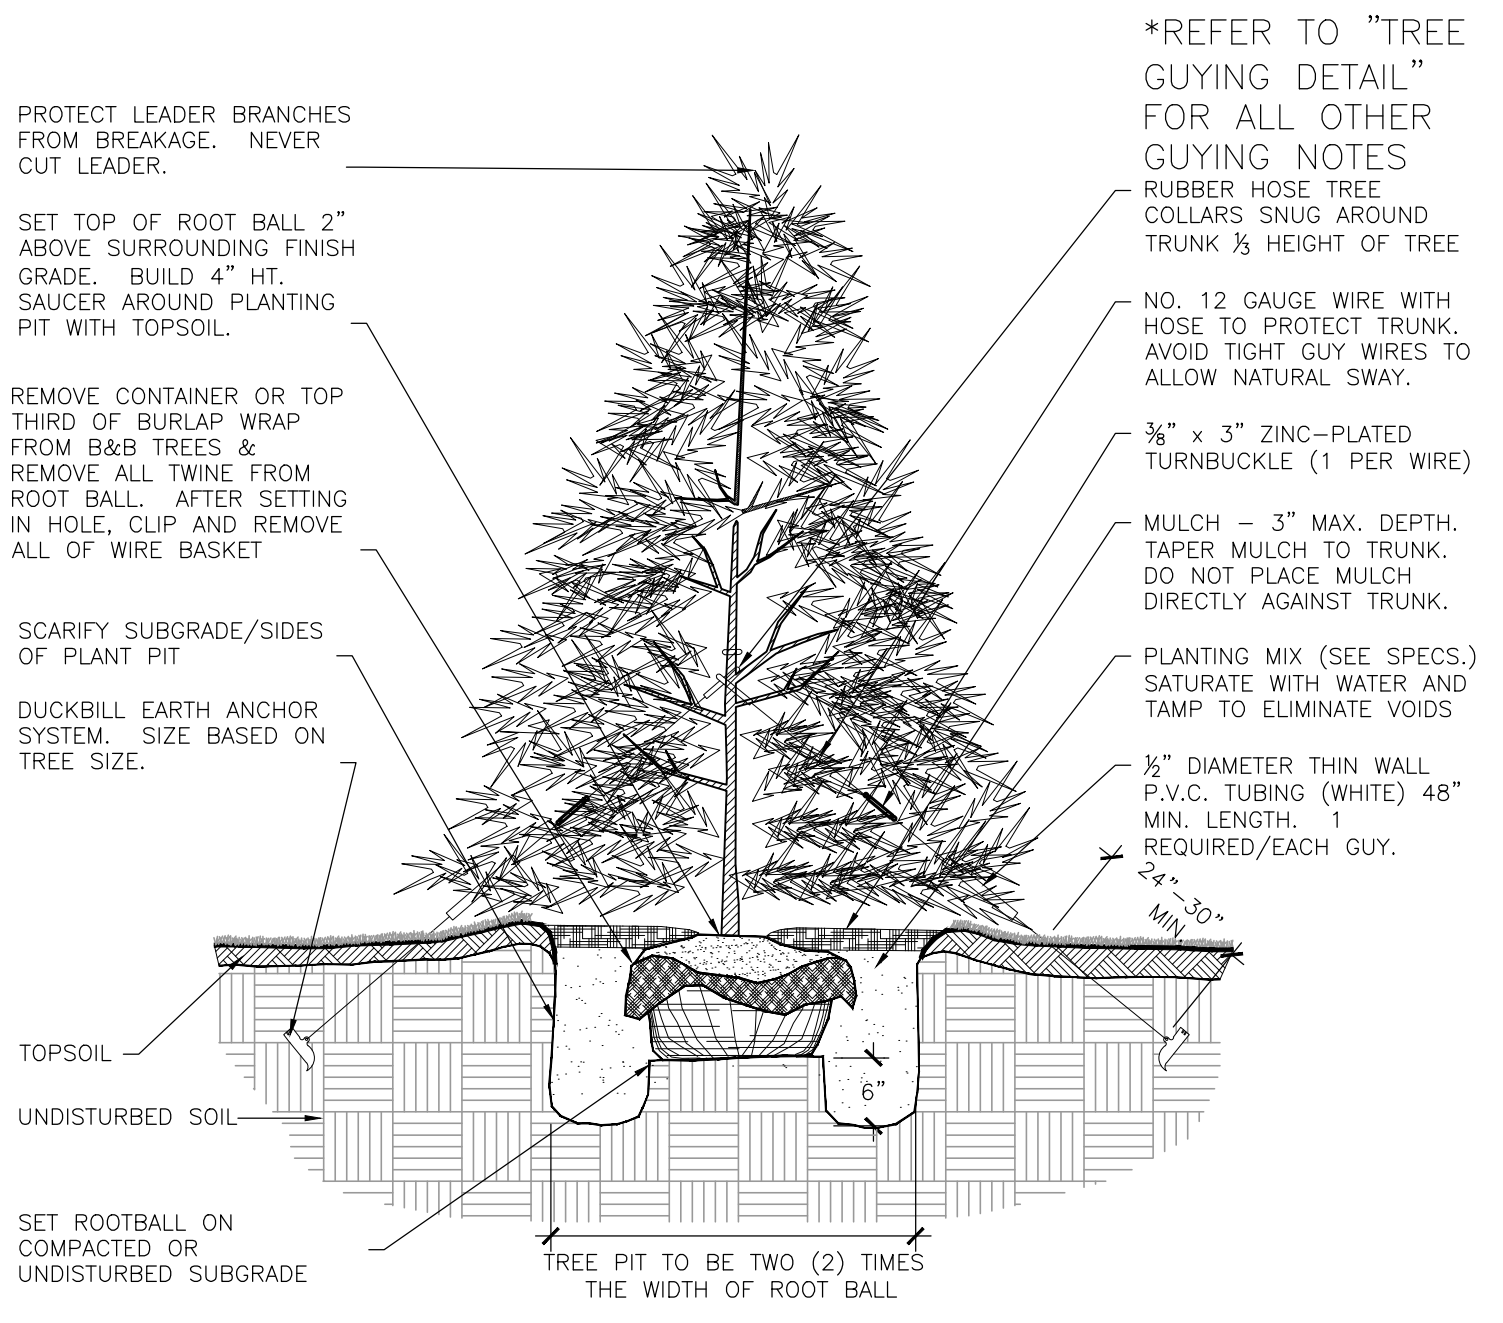 *REFER TO "TREE
GUYING DETAIL"
FOR ALL OTHER
GUYING NOTES
PROTECT LEADER BRANCHES
FROM BREAKAGE. NEVER
CUT LEADER.
SET TOP OF ROOT BALL 2"
ABOVE SURROUNDING FINISH
GRADE. BUILD 4" HT.
SAUCER AROUND PLANTING
PIT WITH TOPSOIL.
REMOVE CONTAINER OR TOP
THIRD OF BURLAP WRAP
FROM B&B TREES &
REMOVE ALL TWINE FROM
ROOT BALL. AFTER SETTING
IN HOLE, CLIP AND REMOVE
ALL OF WIRE BASKET
SCARIFY SUBGRADE/SIDES
OF PLANT PIT
DUCKBILL EARTH ANCHOR
SYSTEM. SIZE BASED ON
TREE SIZE.
TOPSOIL
UNDISTURBED SOIL
SET ROOTBALL ON
COMPACTED OR
UNDISTURBED SUBGRADE
RUBBER HOSE TREE
COLLARS SNUG AROUND
TRUNK ⅓ HEIGHT OF TREE
NO. 12 GAUGE WIRE WITH
HOSE TO PROTECT TRUNK.
AVOID TIGHT GUY WIRES TO
ALLOW NATURAL SWAY.
⅜" x 3" ZINC-PLATED
TURNBUCKLE (1 PER WIRE)
MULCH - 3" MAX. DEPTH.
TAPER MULCH TO TRUNK.
DO NOT PLACE MULCH
DIRECTLY AGAINST TRUNK.
PLANTING MIX (SEE SPECS.)
SATURATE WITH WATER AND
TAMP TO ELIMINATE VOIDS
½" DIAMETER THIN WALL
P.V.C. TUBING (WHITE) 48"
MIN. LENGTH. 1
REQUIRED/EACH GUY.
24"-30"
MIN.
6"
TREE PIT TO BE TWO (2) TIMES
THE WIDTH OF ROOT BALL